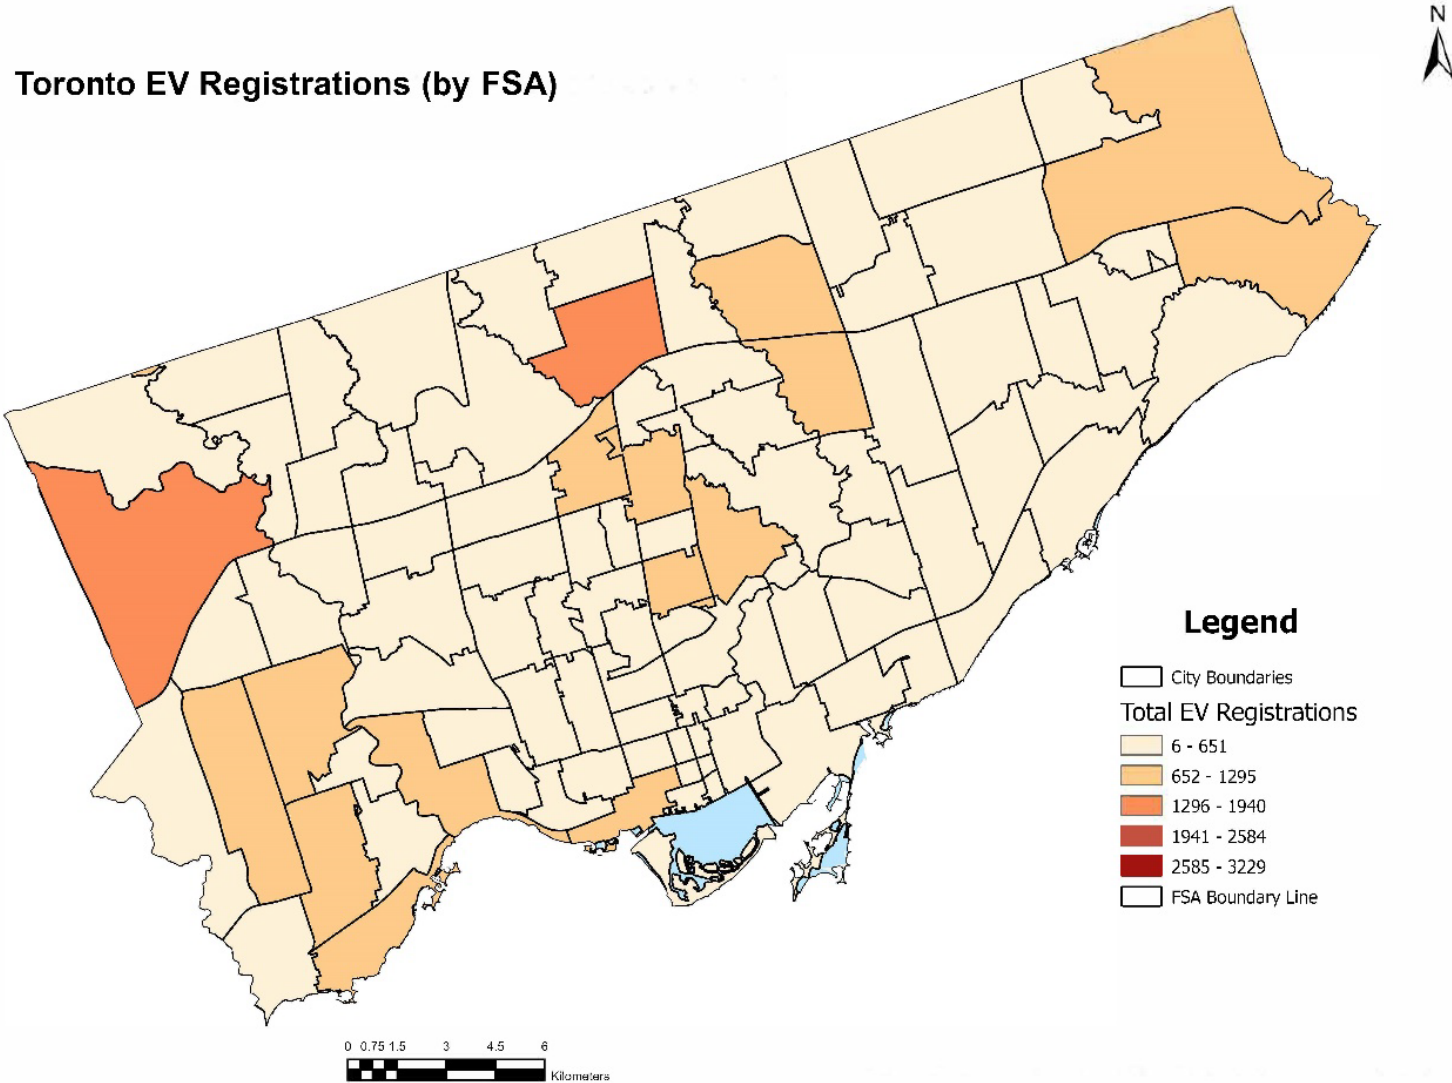 N
Toronto EV Registrations (by FSA)
Legend
City Boundaries
Total EV Registrations
6 - 651
652 - 1295
1296 - 1940
1941 - 2584
2585 - 3229
FSA Boundary Line
0 0.75 1.5 3 4.5 6
Kilometers